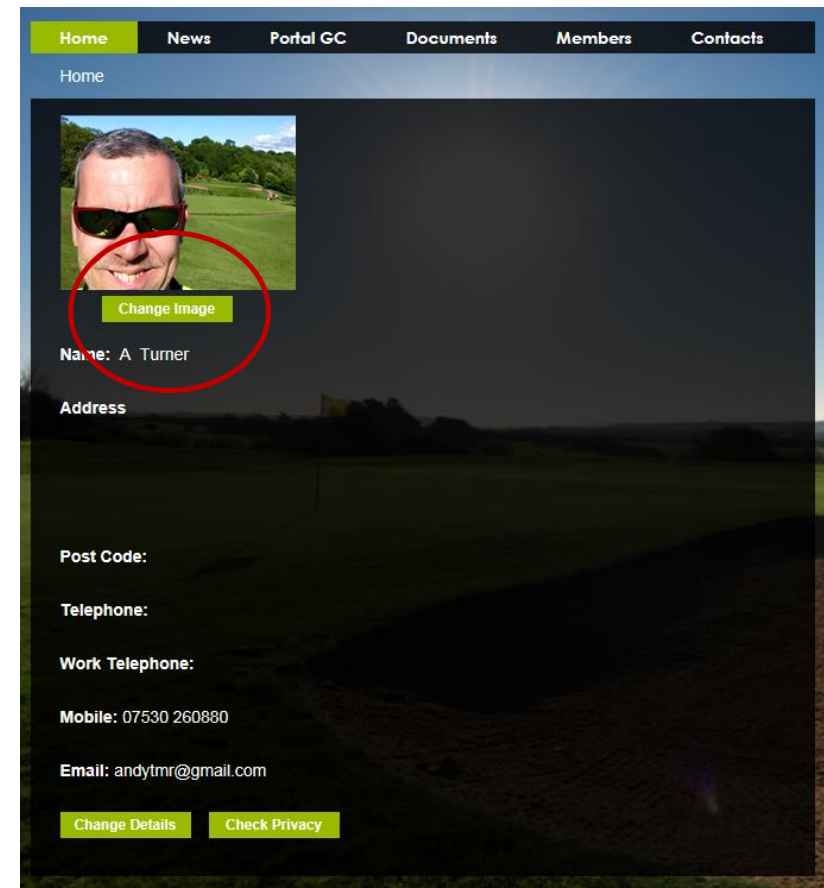 Home News Portal GC Documents Members Contacts
Home
Change Image
Name: A Turner
Address
Post Code:
Telephone:
Work Telephone:
Mobile: 07530 260880
Email: andytmr@gmail.com
Change Details Check Privacy